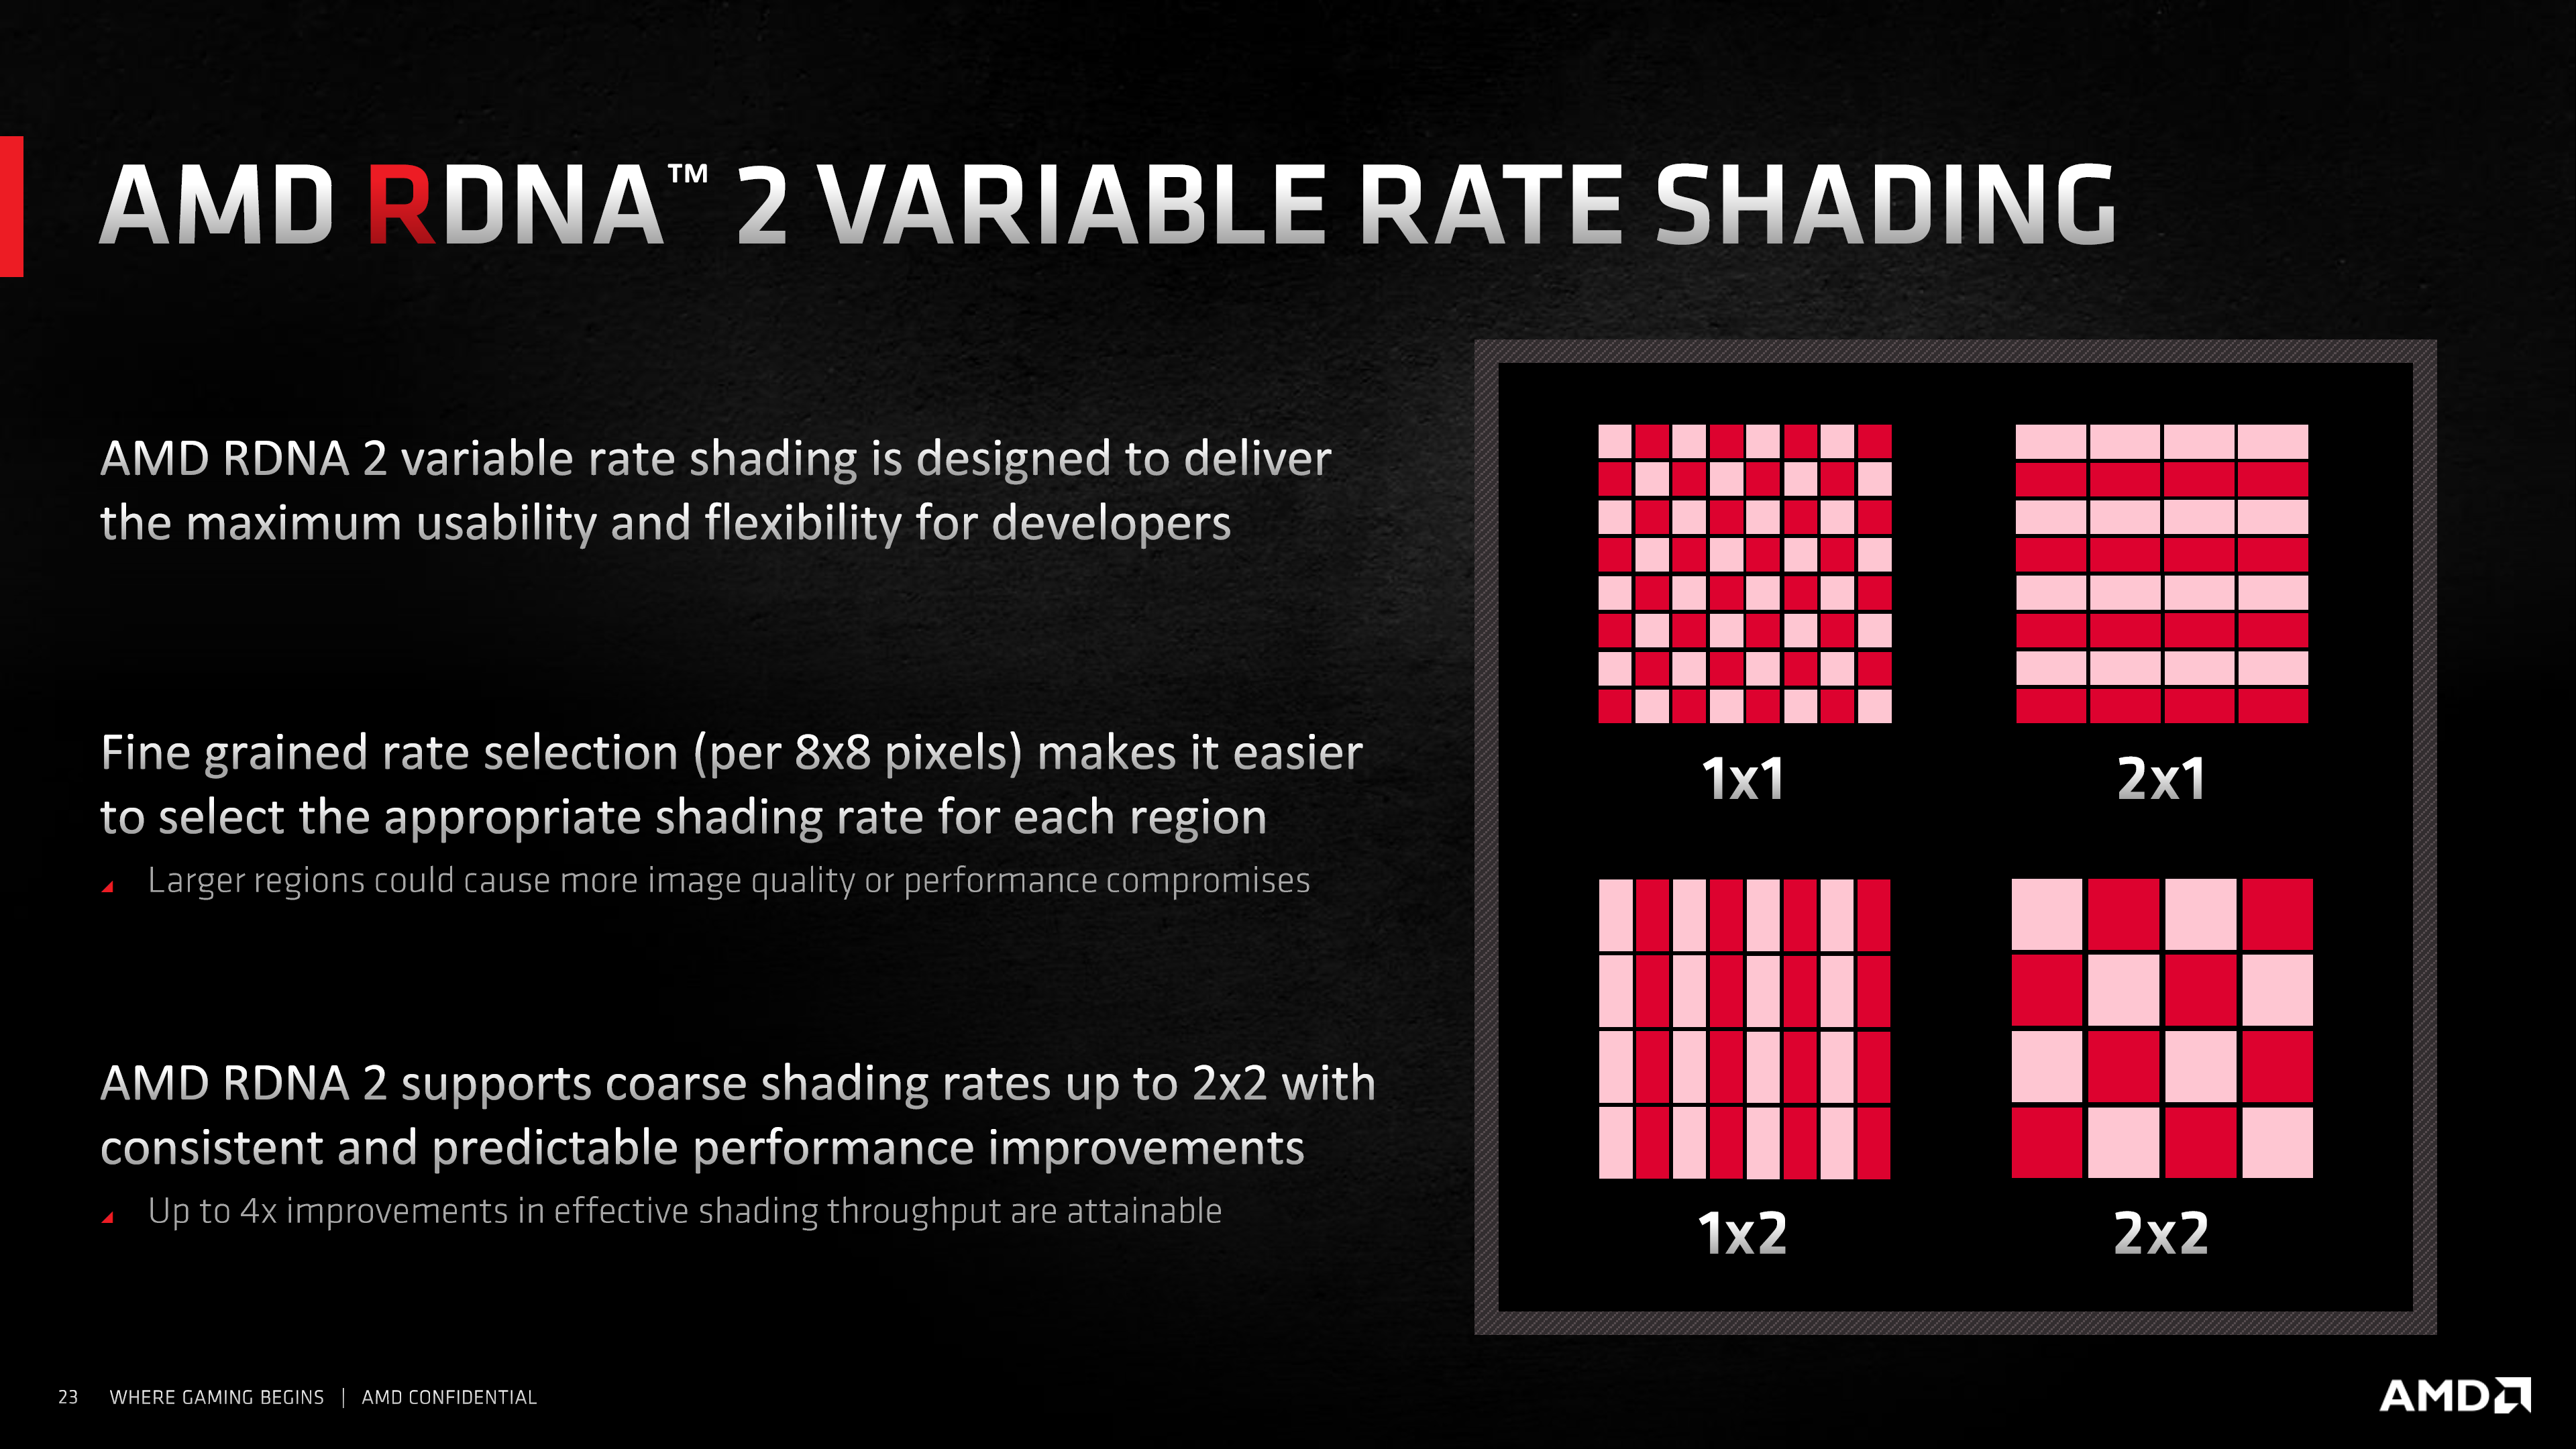 AMD RDNA™ 2 VARIABLE RATE SHADING
AMD RDNA 2 variable rate shading is designed to deliver
the maximum usability and flexibility for developers
Fine grained rate selection (per 8x8 pixels) makes it easier
to select the appropriate shading rate for each region
Larger regions could cause more image quality or performance compromises
AMD RDNA 2 supports coarse shading rates up to 2x2 with
consistent and predictable performance improvements
Up to 4x improvements in effective shading throughput are attainable
1x1
2x1
1x2
2x2
23 WHERE GAMING BEGINS | AMD CONFIDENTIAL
AMD